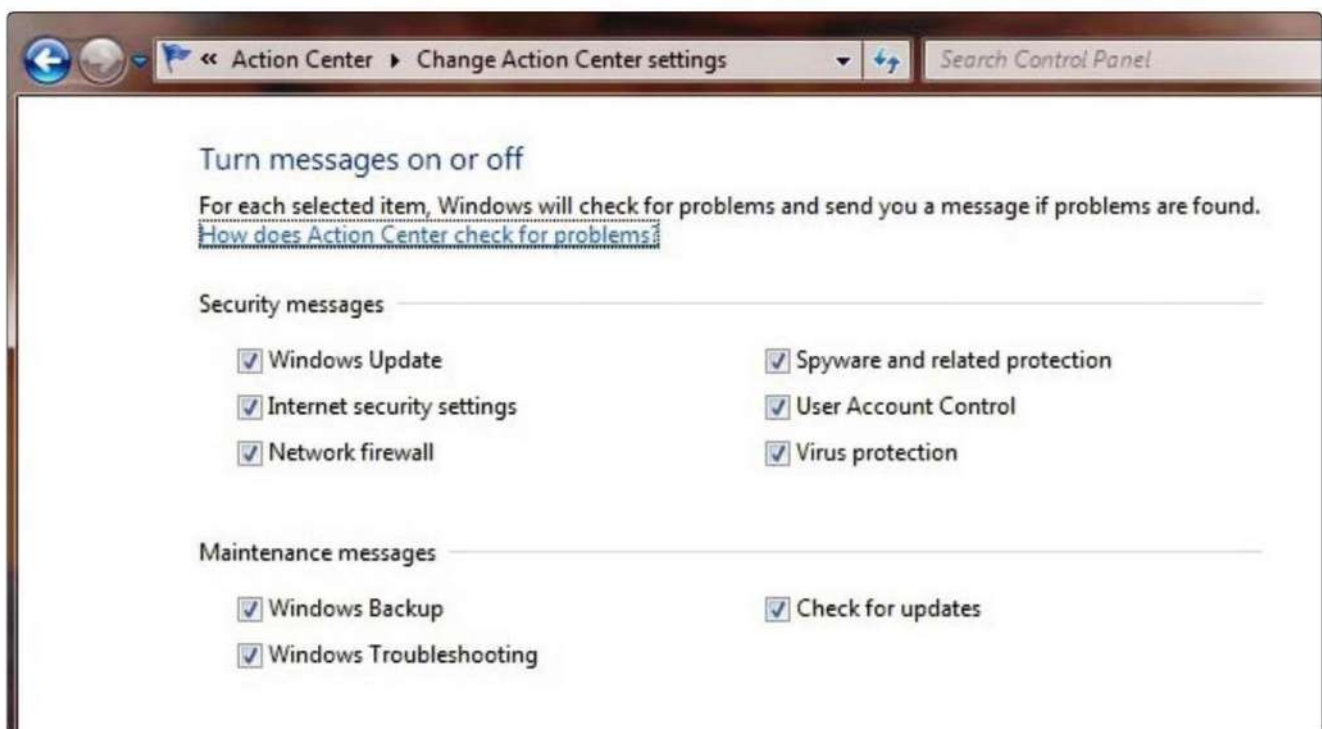 « Action Center ▸ Change Action Center settings
Search Control Panel
Turn messages on or off
For each selected item, Windows will check for problems and send you a message if problems are found.
How does Action Center check for problems?
Security messages
Windows Update
Spyware and related protection
Internet security settings
User Account Control
Network firewall
Virus protection
Maintenance messages
Windows Backup
Check for updates
Windows Troubleshooting